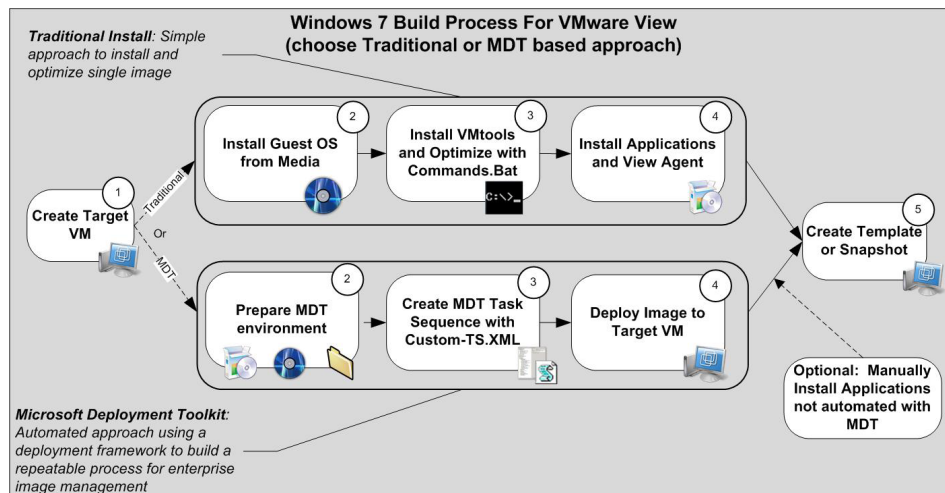 Windows 7 Build Process For VMware View
(choose Traditional or MDT based approach)
Traditional Install: Simple
approach to install and
optimize single image
1
Create Target
VM
Traditional
Or
MDT
2
Install Guest OS
from Media
3
Install VMtools
and Optimize with
Commands.Bat
C:\>_
4
Install Applications
and View Agent
2
Prepare MDT
environment
3
Create MDT Task
Sequence with
Custom-TS.XML
4
Deploy Image to
Target VM
5
Create Template
or Snapshot
Optional: Manually
Install Applications
not automated with
MDT
Microsoft Deployment Toolkit:
Automated approach using a
deployment framework to build a
repeatable process for enterprise
image management